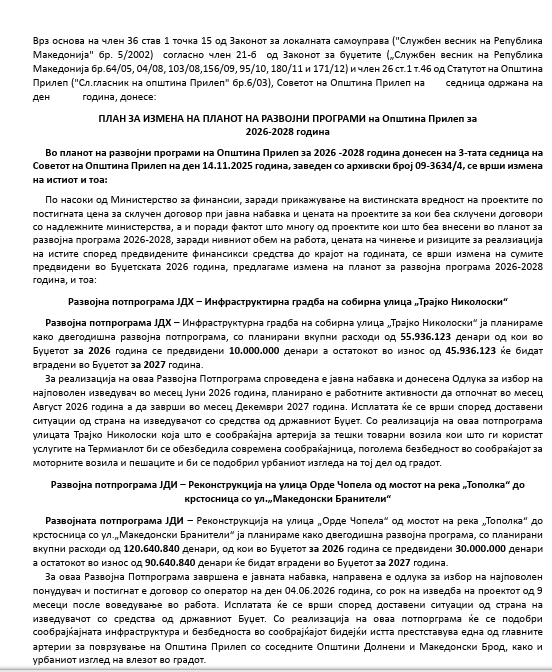 Врз основа на член 36 став 1 точка 15 од Законот за локалната самоуправа ("Службен весник на Република
Македонија" бр. 5/2002) согласно член 21-б од Законот за буџетите („Службен весник на Република
Македонија бр.64/05, 04/08, 103/08,156/09, 95/10, 180/11 и 171/12) и член 26 ст.1 т.46 од Статутот на Општина
Прилеп ("Сл.гласник на општина Прилеп" бр.6/03), Советот на Општина Прилеп на седница одржана на
ден година, донесе:
ПЛАН ЗА ИЗМЕНА НА ПЛАНОТ НА РАЗВОЈНИ ПРОГРАМИ на Општина Прилеп за
2026-2028 година
Во планот на развојни програми на Општина Прилеп за 2026 -2028 година донесен на 3-тата седница на
Советот на Општина Прилеп на ден 14.11.2025 година, заведен со архивски број 09-3634/4, се врши измена
на истиот и тоа:
По насоки од Министерство за финансии, заради прикажување на вистинската вредност на проектите по
постигната цена за склучен договор при јавна набавка и цената на проектите за кои беа склучени договори
со надлежните министерства, а и поради фактот што многу од проектите кои што беа внесени во планот за
развојна програма 2026-2028, заради нивниот обем на работа, цената на чинење и ризиците за реализација
на истите според предвидените финансикси средства до крајот на годината, се врши измена на сумите
предвидени во Буџетската 2026 година, предлагаме измена на планот за развојна програма 2026-2028
година, и тоа:
Развојна потпрограма ЈДХ – Инфраструктирна градба на собирна улица „Трајко Николоски“
Развојна потпрограма ЈДХ – Инфраструктурна градба на собирна улица „Трајко Николоски“ ја планираме
како двегодишна развојна потпрограма, со планирани вкупни расходи од 55.936.123 денари од кои во
Буџетот за 2026 година се предвидени 10.000.000 денари а остатокот во износ од 45.936.123 ќе бидат
вградени во Буџетот за 2027 година.
За реализација на оваа Развојна Потпрограма спроведена е јавна набавка и донесена Одлука за избор на
најповолен изведувач во месец Јуни 2026 година, планирано е работните активности да отпочнат во месец
Август 2026 година а да заврши во месец Декември 2027 година. Исплатата ќе се врши според доставени
ситуации од страна на изведувачот со средства од државниот Буџет. Со реализација на оваа потпрограма
улицата Трајко Николоски која што е сообраќајна артерија за тешки товарни возила кои што ги користат
услугите на Термианлот би се обезбедила современа сообраќајница, поголема безбедност во сообраќајот за
моторните возила и пешаците и би се подобрил урбаниот изгледа на тој дел од градот.
Развојна потпрограма ЈДИ – Реконструкција на улица Орде Чопела од мостот на река „Тополка“ до
крстосница со ул.„Македонски Бранители“
Развојната потпрограма ЈДИ – Реконструкција на улица „Орде Чопела“ од мостот на река „Тополка“ до
крстосница со ул.„Македонски Бранители“ ја планираме како двегодишна развојна програма, со планирани
вкупни расходи од 120.640.840 денари, од кои во Буџетот за 2026 година се предвидени 30.000.000 денари
а остатокот во износ од 90.640.840 денари ќе бидат вградени во Буџетот за 2027 година.
За оваа Развојна Потпрограма завршена е јавната набавка, направена е одлука за избор на најповолен
понудувач и постигнат е договор со оператор на ден 04.06.2026 година, со рок на изведба на проектот од 9
месеци после воведување во работа. Исплатата ќе се врши според доставени ситуации од страна на
изведувачот со средства од државниот Буџет. Со реализација на оваа потпорграма ќе се подобри
сообраќајната инфраструктура и безбедноста во сообраќајот бидејќи истта престставува една од главните
артерии за поврзување на Општина Прилеп со соседните Општини Долнени и Македонски Брод, како и
урбаниот изглед на влезот во градот.